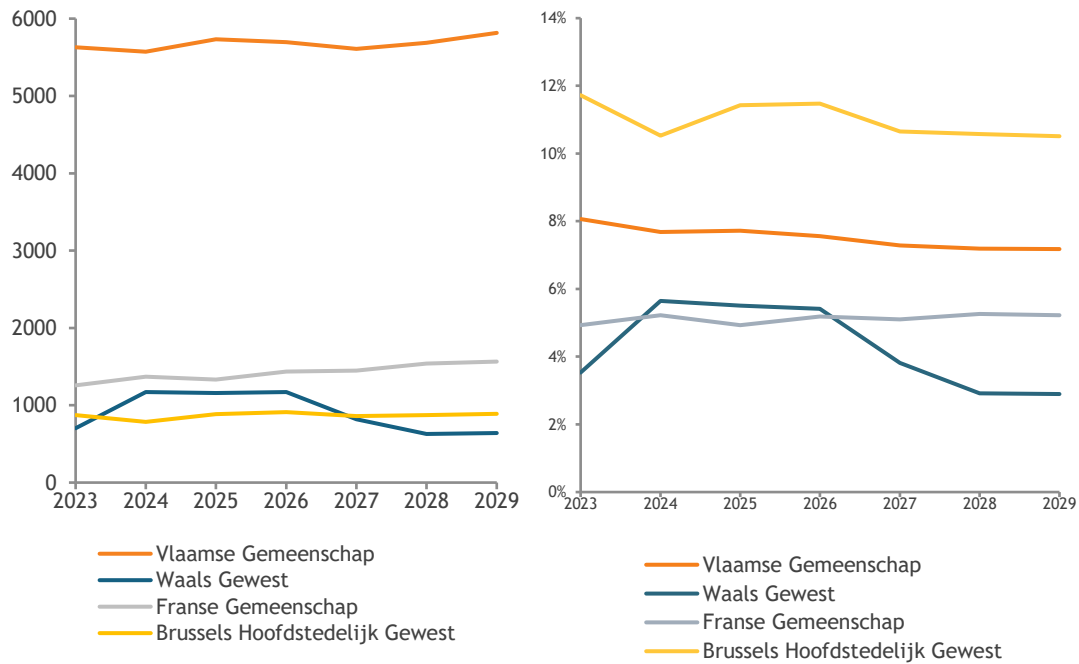 6000
5000
4000
3000
2000
1000
0
2023 2024 2025 2026 2027 2028 2029
Vlaamse Gemeenschap
Waals Gewest
Franse Gemeenschap
Brussels Hoofdstedelijk Gewest
14%
12%
10%
8%
6%
4%
2%
0%
2023 2024 2025 2026 2027 2028 2029
Vlaamse Gemeenschap
Waals Gewest
Franse Gemeenschap
Brussels Hoofdstedelijk Gewest